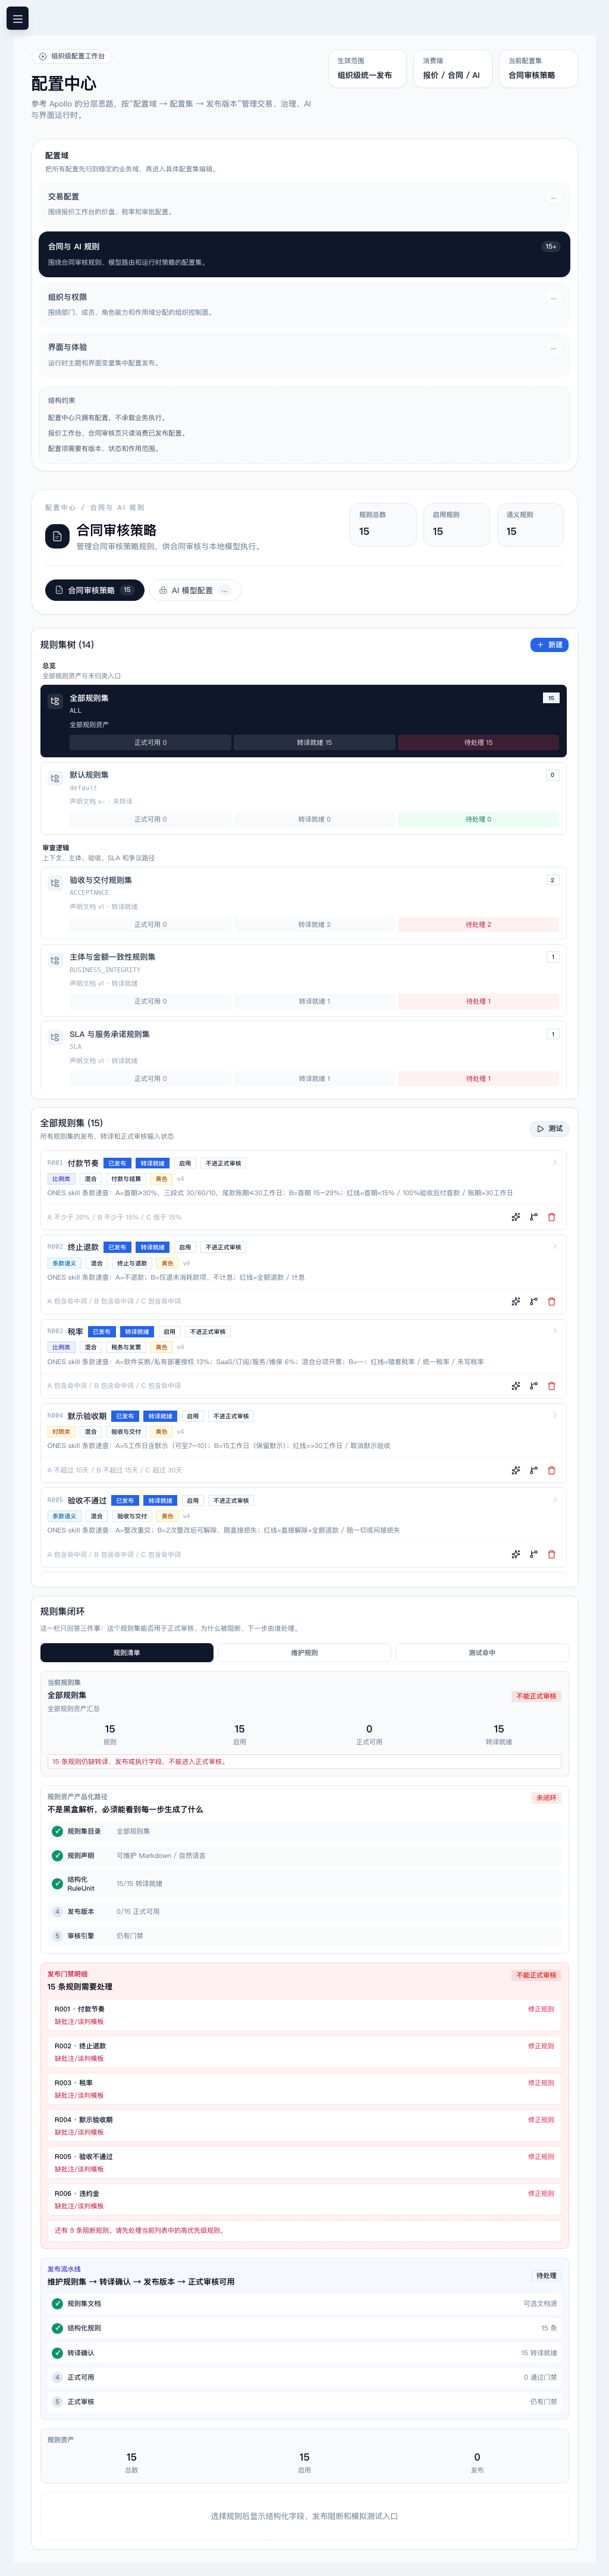 组织级配置工作台
配置中心
参考 Apollo 的分层思路，按“配置域 → 配置集 → 发布版本”管理交易、治理、AI
与界面运行时。
生效范围
组织级统一发布
消费端
报价 / 合同 / AI
当前配置集
合同审核策略
配置域
把所有配置先归到稳定的业务域，再进入具体配置集编辑。
交易配置
...
围绕报价工作台的价盘、税率和审批配置。
合同与 AI 规则
15+
围绕合同审核规则、模型路由和运行时策略的配置集。
组织与权限
...
围绕部门、成员、角色能力和作用域分配的组织控制面。
界面与体验
...
运行时主题和界面变量集中配置发布。
结构约束
配置中心只拥有配置，不承载业务执行。
报价工作台、合同审核页只读消费已发布配置。
配置项需要有版本、状态和作用范围。
配置中心 / 合同与 AI 规则
合同审核策略
管理合同审核策略规则，供合同审核与本地模型执行。
规则总数
15
启用规则
15
语义规则
15
合同审核策略 15
AI 模型配置 ...
规则集树 (14)
新建
总览
全部规则资产与未归类入口
全部规则集
15
ALL
全部规则资产
正式可用 0
转译就绪 15
待处理 15
默认规则集
0
default
声明文档 v- · 未转译
正式可用 0
转译就绪 0
待处理 0
审查逻辑
上下文、主体、验收、SLA 和争议路径
验收与交付规则集
2
ACCEPTANCE
声明文档 v1 · 转译就绪
正式可用 0
转译就绪 2
待处理 2
主体与金额一致性规则集
1
BUSINESS_INTEGRITY
声明文档 v1 · 转译就绪
正式可用 0
转译就绪 1
待处理 1
SLA 与服务承诺规则集
1
SLA
声明文档 v1 · 转译就绪
正式可用 0
转译就绪 1
待处理 1
全部规则集 (15)
所有规则集的发布、转译和正式审核输入状态
测试
R001 付款节奏 已发布 转译就绪 启用 不进正式审核
比例类 混合 付款与结算 黄色 v4
ONES skill 条款速查：A=首期≥30%，三段式 30/60/10，尾款账期≤30工作日；B=首期 15~29%；红线=首期<15% / 100%验收后付首款 / 账期>30工作日
A 不少于 30% / B 不少于 15% / C 低于 15%
R002 终止退款 已发布 转译就绪 启用 不进正式审核
条款语义 混合 终止与退款 黄色 v4
ONES skill 条款速查：A=不退款；B=仅退未消耗款项，不计息；红线=全额退款 / 计息
A 包含命中词 / B 包含命中词 / C 包含命中词
R003 税率 已发布 转译就绪 启用 不进正式审核
比例类 混合 税务与发票 黄色 v4
ONES skill 条款速查：A=软件买断/私有部署授权 13%；SaaS/订阅/服务/维保 6%；混合分项开票；B=—；红线=错套税率 / 统一税率 / 未写税率
A 包含命中词 / B 包含命中词 / C 包含命中词
R004 默示验收期 已发布 转译就绪 启用 不进正式审核
时限类 混合 验收与交付 黄色 v4
ONES skill 条款速查：A=5工作日含默示（可至7~10）；B=15工作日（保留默示）；红线=>30工作日 / 取消默示验收
A 不超过 10天 / B 不超过 15天 / C 超过 30天
R005 验收不通过 已发布 转译就绪 启用 不进正式审核
条款语义 混合 验收与交付 黄色 v4
ONES skill 条款速查：A=整改重交；B=2次整改后可解除、限直接损失；红线=直接解除+全额退款 / 赔一切或间接损失
A 包含命中词 / B 包含命中词 / C 包含命中词
规则集闭环
这一栏只回答三件事：这个规则集能否用于正式审核、为什么被阻断、下一步由谁处理。
规则清单
维护规则
测试命中
当前规则集
全部规则集
不能正式审核
全部规则资产汇总
15
规则
15
启用
0
正式可用
15
转译就绪
15 条规则仍缺转译、发布或执行字段，不能进入正式审核。
规则资产产品化路径
未闭环
不是黑盒解析，必须能看到每一步生成了什么
规则集目录 全部规则集
规则声明 可维护 Markdown / 自然语言
结构化
RuleUnit 15/15 转译就绪
4 发布版本 0/15 正式可用
5 审核引擎 仍有门禁
发布门禁明细
不能正式审核
15 条规则需要处理
R001 · 付款节奏
修正规则
缺批注/谈判模板
R002 · 终止退款
修正规则
缺批注/谈判模板
R003 · 税率
修正规则
缺批注/谈判模板
R004 · 默示验收期
修正规则
缺批注/谈判模板
R005 · 验收不通过
修正规则
缺批注/谈判模板
R006 · 违约金
修正规则
缺批注/谈判模板
还有 9 条阻断规则。请先处理当前列表中的高优先级规则。
发布流水线
待处理
维护规则集 → 转译确认 → 发布版本 → 正式审核可用
规则集文档 可选文档源
结构化规则 15 条
转译确认 15 转译就绪
4 正式可用 0 通过门禁
5 正式审核 仍有门禁
规则资产
15
总数
15
启用
0
发布
选择规则后显示结构化字段、发布阻断和模拟测试入口